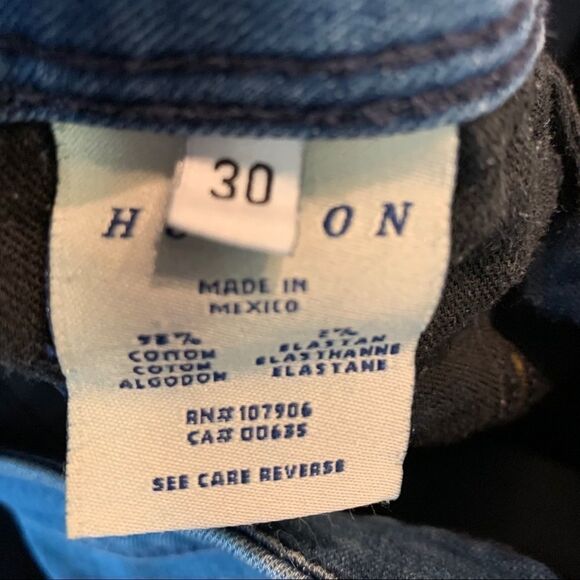 30
H ON
MADE IN
MEXICO
98% 2%
COTTON ELASTAN
COTON ELASTHANNE
ALGODON ELASTANE
RN# 107906
CA# 00635
SEE CARE REVERSE